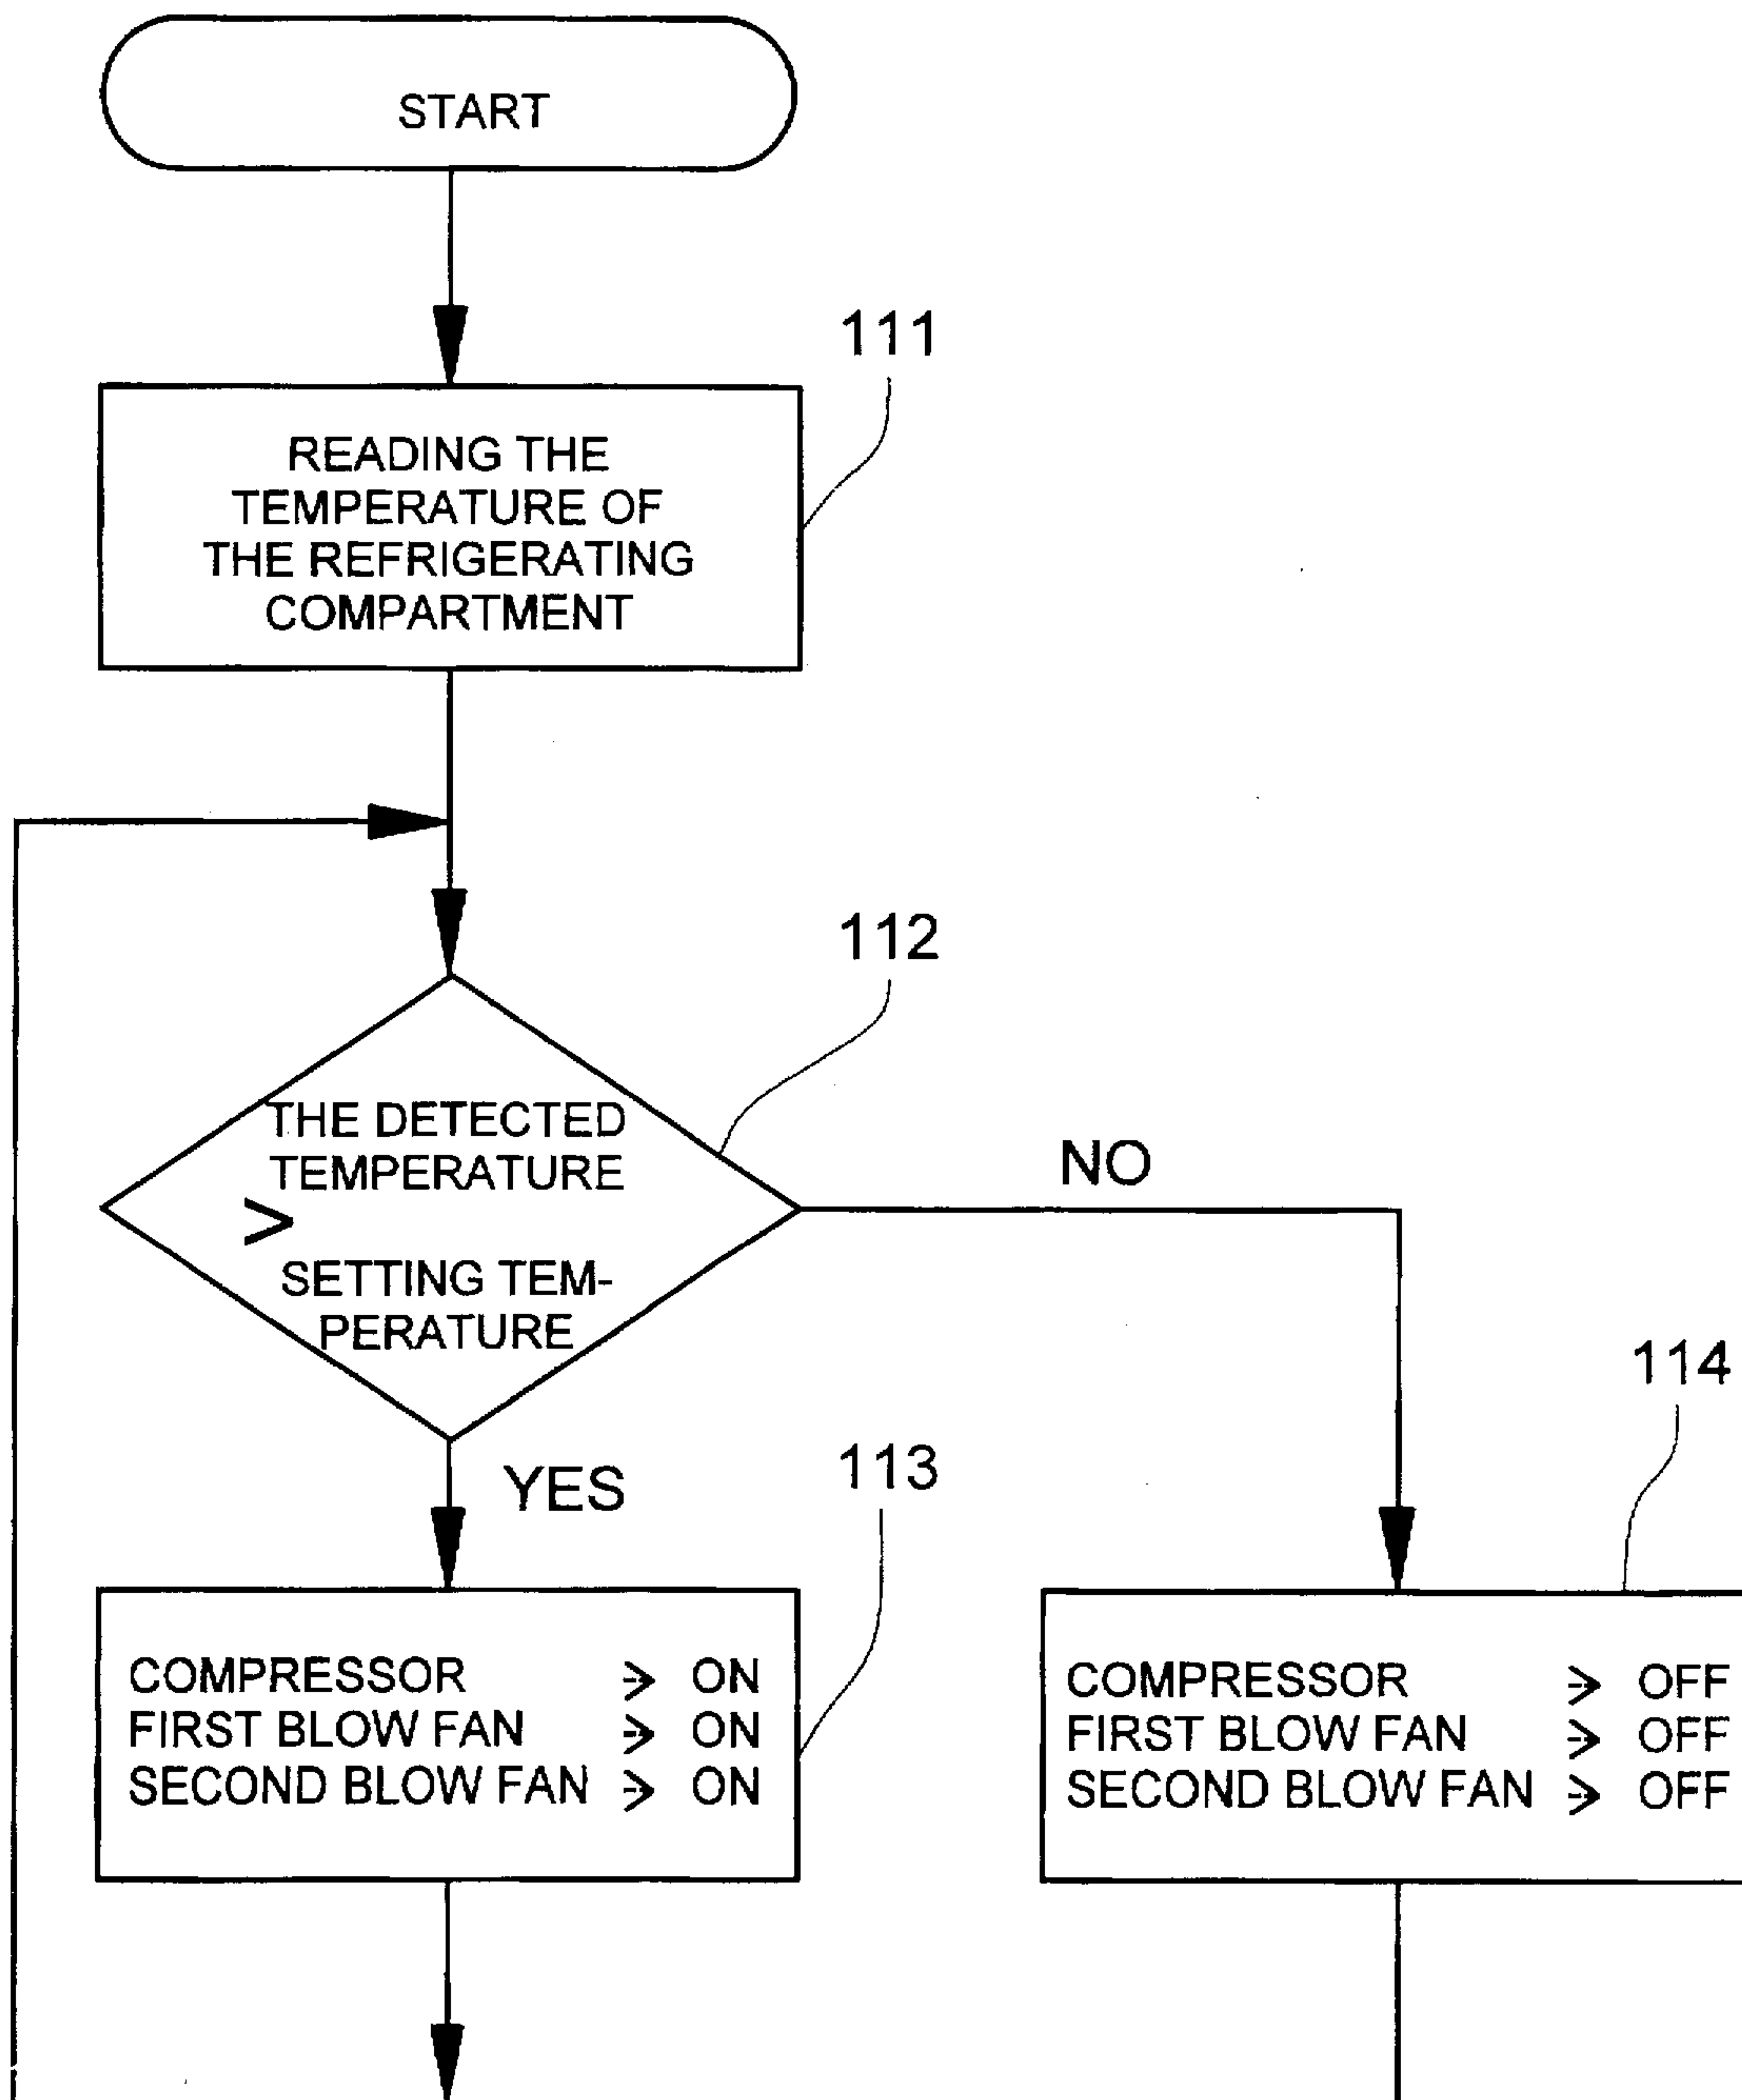 START
111
READING THE
TEMPERATURE OF
THE REFRIGERATING
COMPARTMENT
112
THE DETECTED
TEMPERATURE
>
SETTING TEM-
PERATURE
NO
YES
113
114
COMPRESSOR → ON
FIRST BLOW FAN → ON
SECOND BLOW FAN → ON
COMPRESSOR → OFF
FIRST BLOW FAN → OFF
SECOND BLOW FAN → OFF